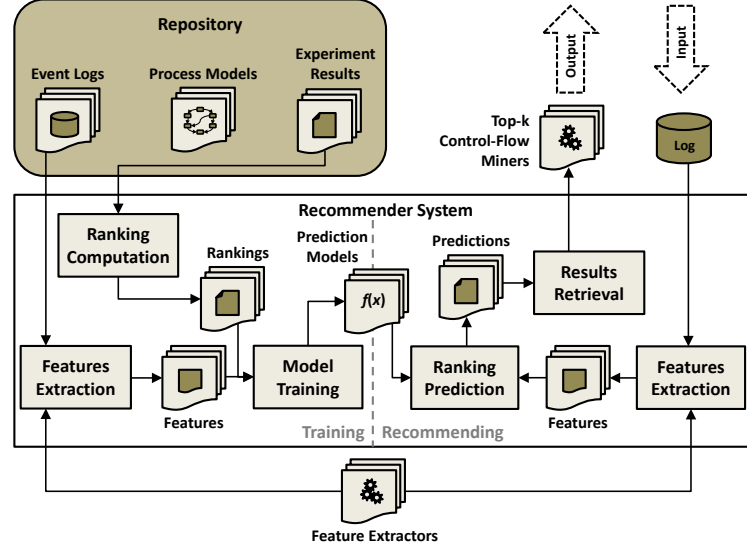 Repository
Event Logs
Process Models
Experiment
Results
Output
Input
Top-k
Control-Flow
Miners
Log
Recommender System
Ranking
Computation
Rankings
Prediction
Models
Predictions
Results
Retrieval
f(x)
Features
Extraction
Model
Training
Ranking
Prediction
Features
Extraction
Features
Features
Training
Recommending
Feature Extractors